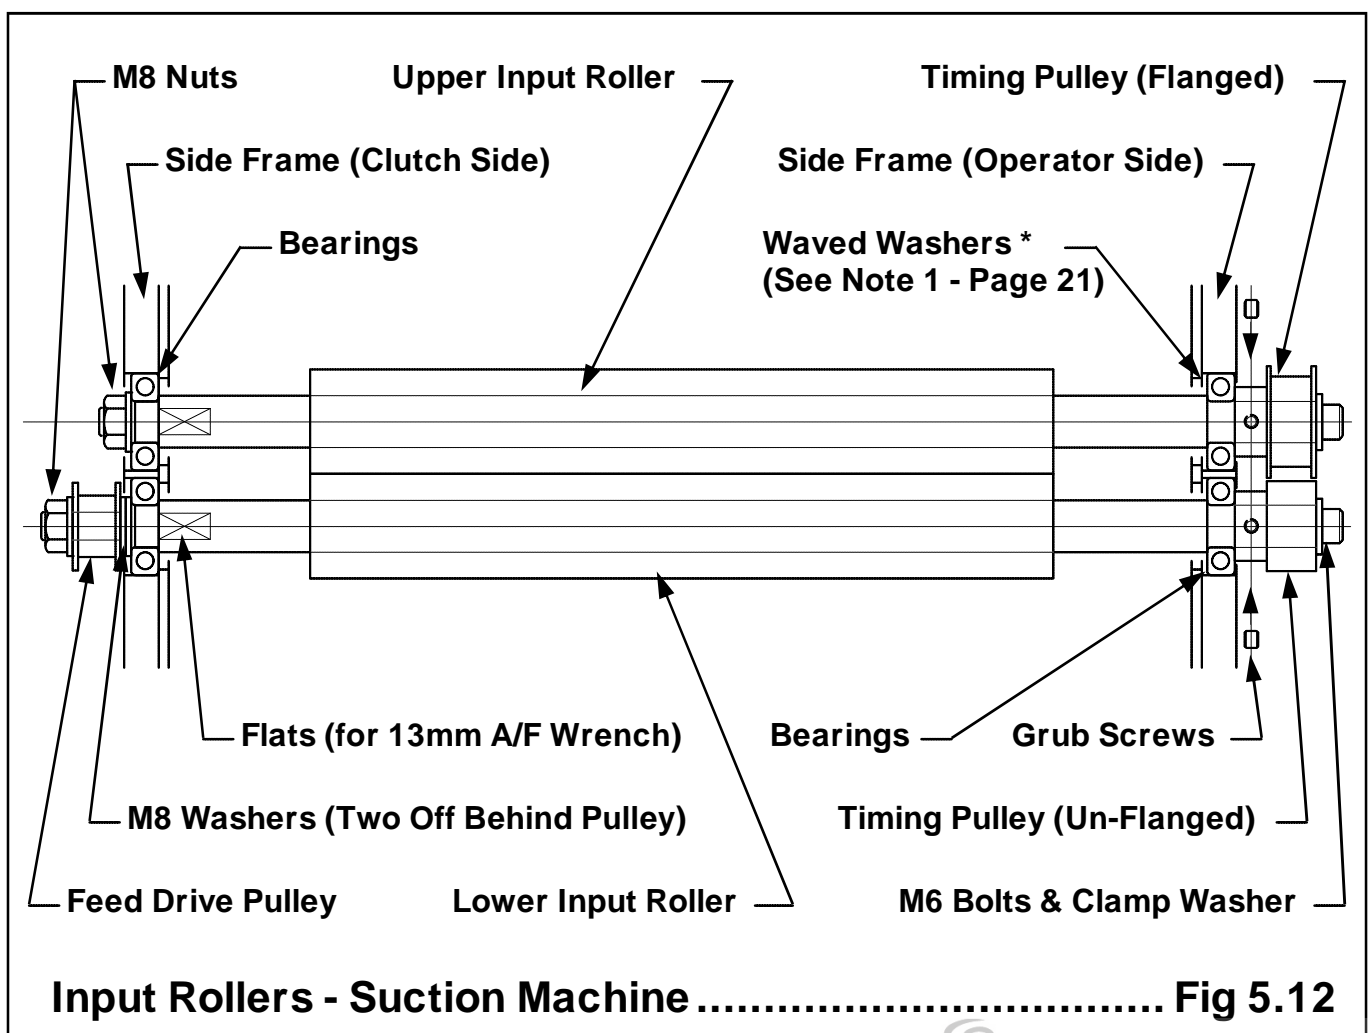 M8 Nuts
Upper Input Roller
Timing Pulley (Flanged)
Side Frame (Clutch Side)
Side Frame (Operator Side)
Bearings
Waved Washers *
(See Note 1 - Page 21)
Flats (for 13mm A/F Wrench)
Bearings
Grub Screws
M8 Washers (Two Off Behind Pulley)
Timing Pulley (Un-Flanged)
Feed Drive Pulley
Lower Input Roller
M6 Bolts & Clamp Washer
Input Rollers - Suction Machine................................... Fig 5.12